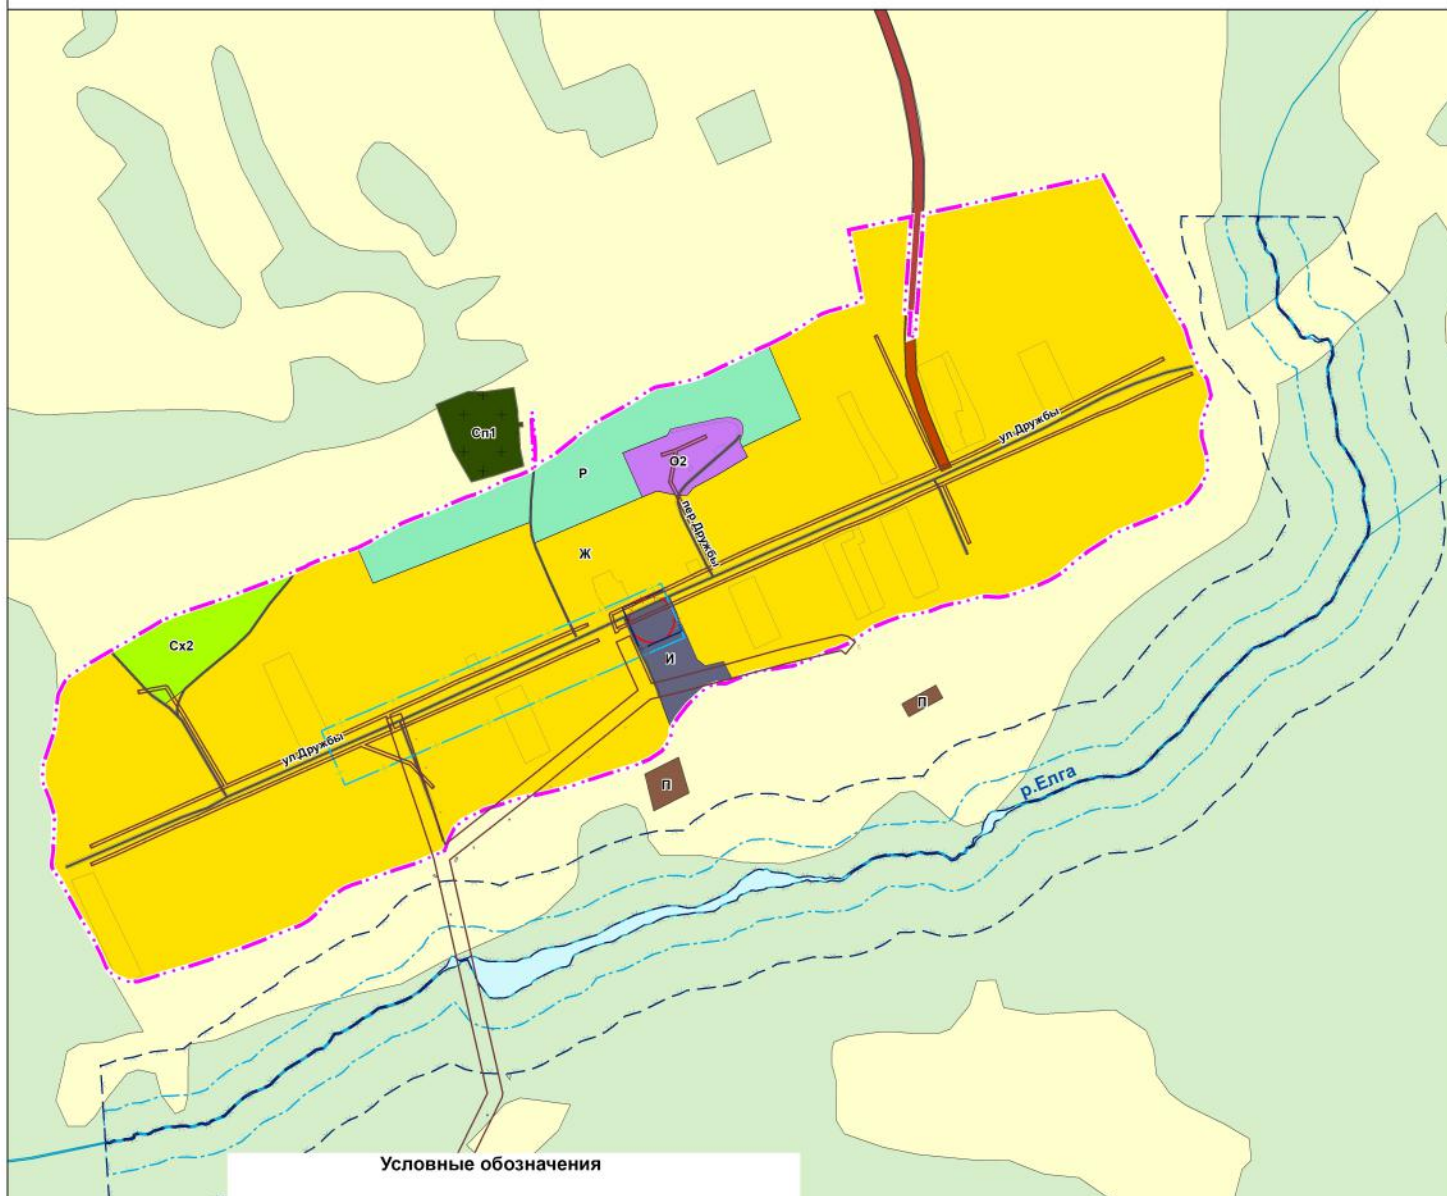 ул.Дружбы
Сп1
О2
Р
пер.Дружбы
Ж
Сх2
И
П
ул.Дружбы
П
р.Елга
Условные обозначения